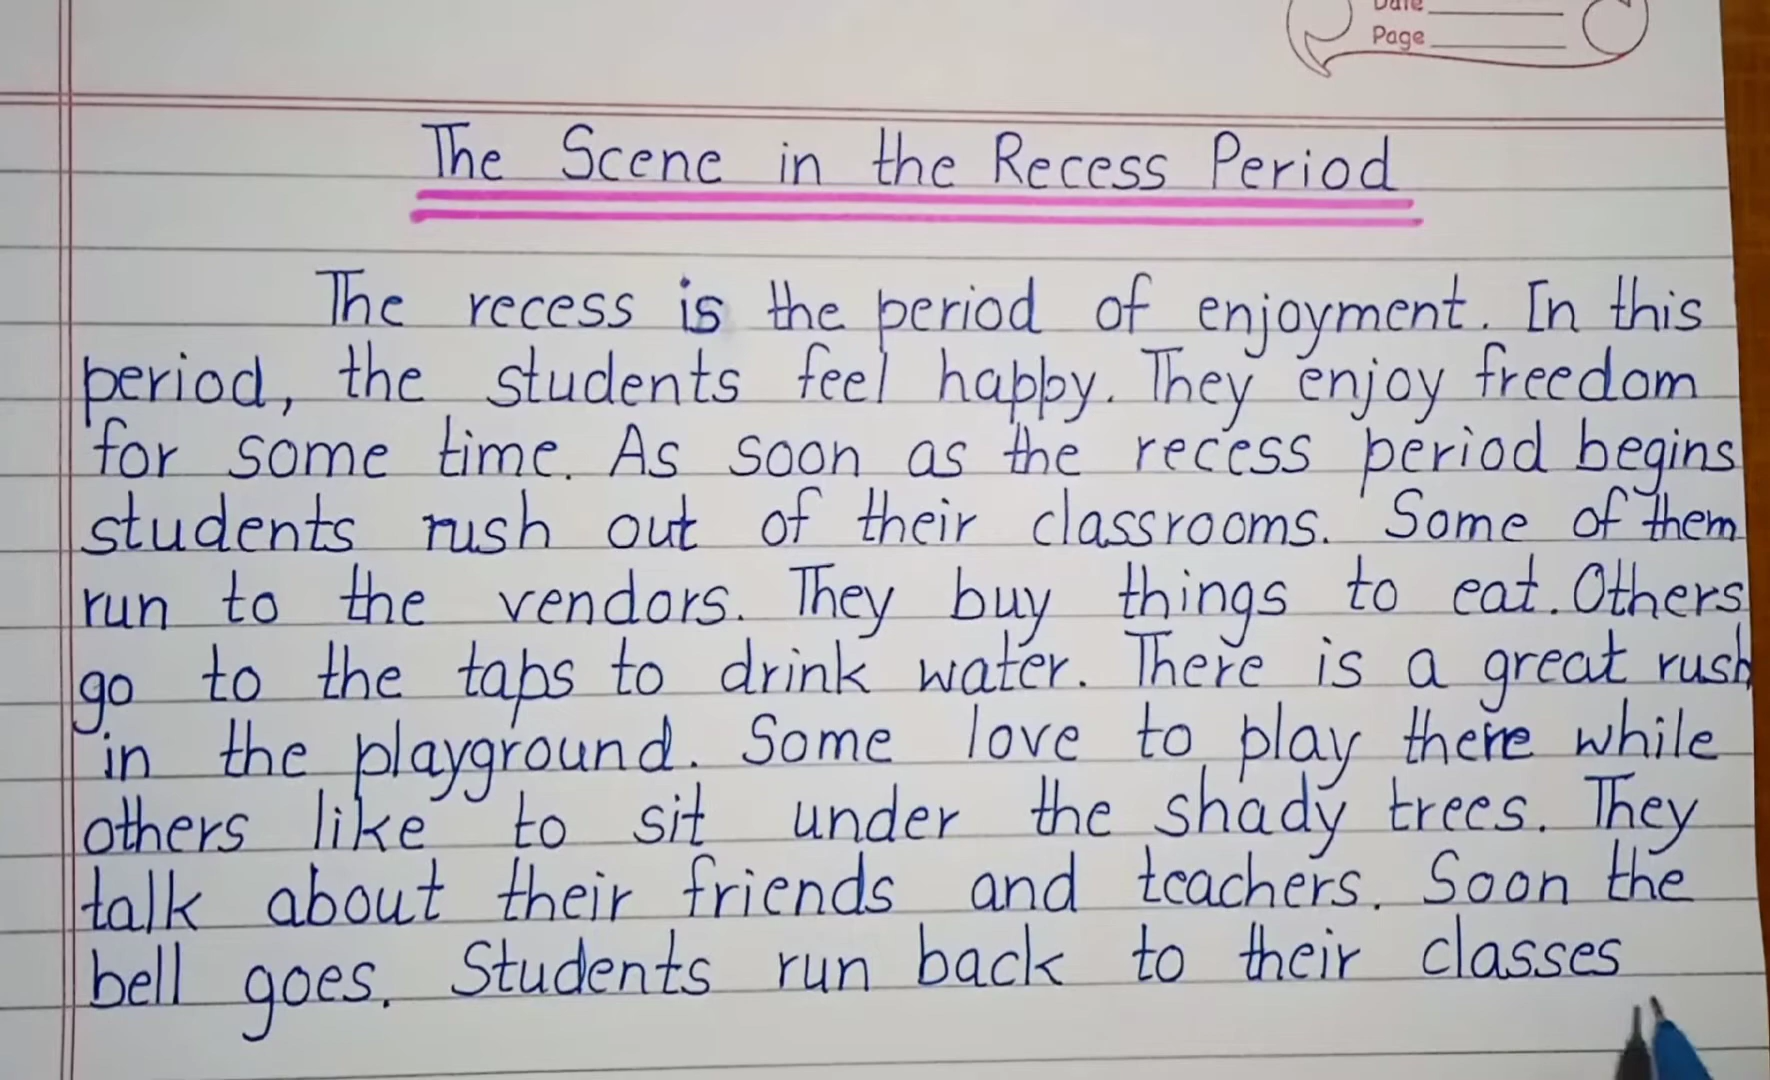 Date
Page
The Scene in the Recess Period
The recess is the period of enjoyment. In this
period, the students feel happy. They enjoy freedom
for some time. As soon as the recess period begins
students rush out of their classrooms. Some of them
run to the vendors. They buy things to eat. Others
go to the taps to drink water. There is a great rush
in the playground. Some love to play there while
others like to sit under the shady trees. They
talk about their friends and teachers. Soon the
bell goes. Students run back to their classes